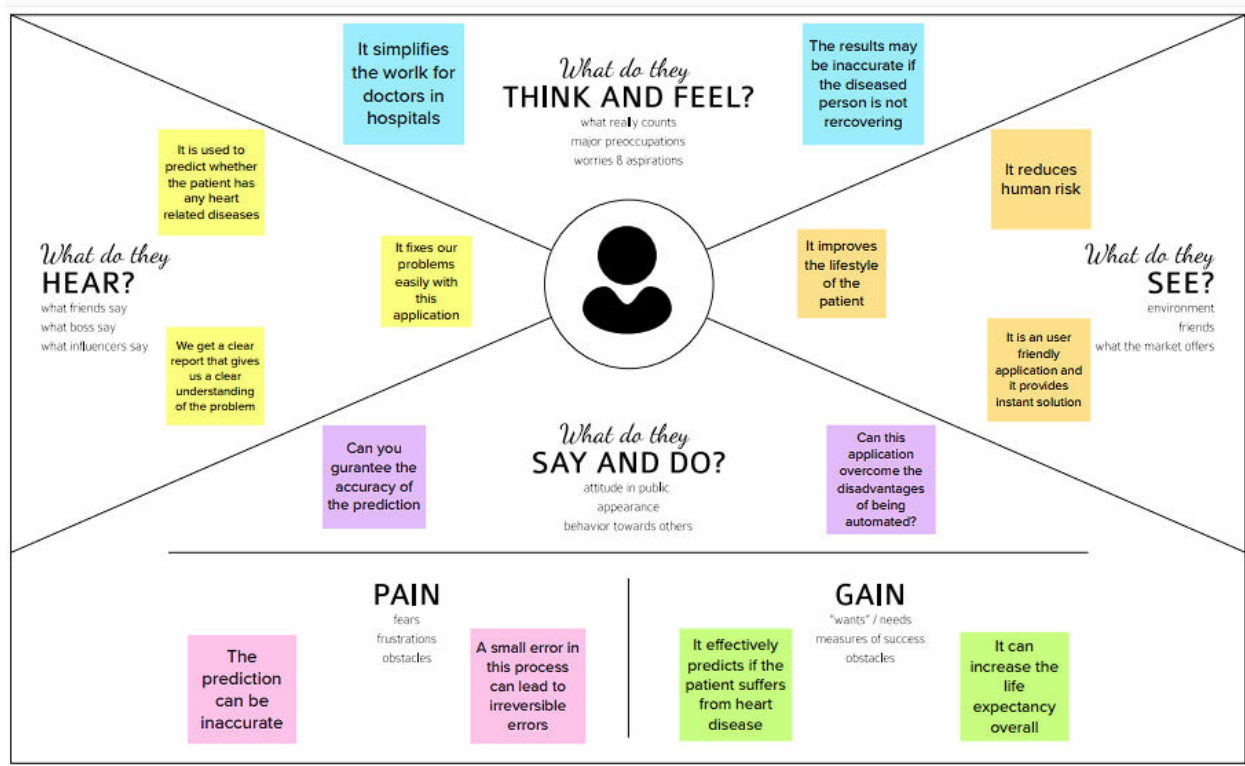 It simplifies
the worlk for
doctors in
hospitals
What do they
THINK AND FEEL?
what really counts
major preoccupations
worries & aspirations
The results may
be inaccurate if
the diseased
person is not
rercovering
It is used to
predict whether
the patient has
any heart
related diseases
What do they
HEAR?
what friends say
what boss say
what influencers say
It fixes our
problems
easily with
this
application
We get a clear
report that gives
us a clear
understanding
of the problem
It reduces
human risk
It improves
the lifestyle
of the
patient
What do they
SEE?
environment
friends
what the market offers
It is an user
friendly
application and
it provides
instant solution
Can you
gurantee the
accuracy of
the prediction
What do they
SAY AND DO?
attitude in public
appearance
behavior towards others
Can this
application
overcome the
disadvantages
of being
automated?
PAIN
fears
frustrations
obstacles
The
prediction
can be
inaccurate
A small error in
this process
can lead to
irreversible
errors
GAIN
"wants" / needs
measures of success
obstacles
It effectively
predicts if the
patient suffers
from heart
disease
It can
increase the
life
expectancy
overall